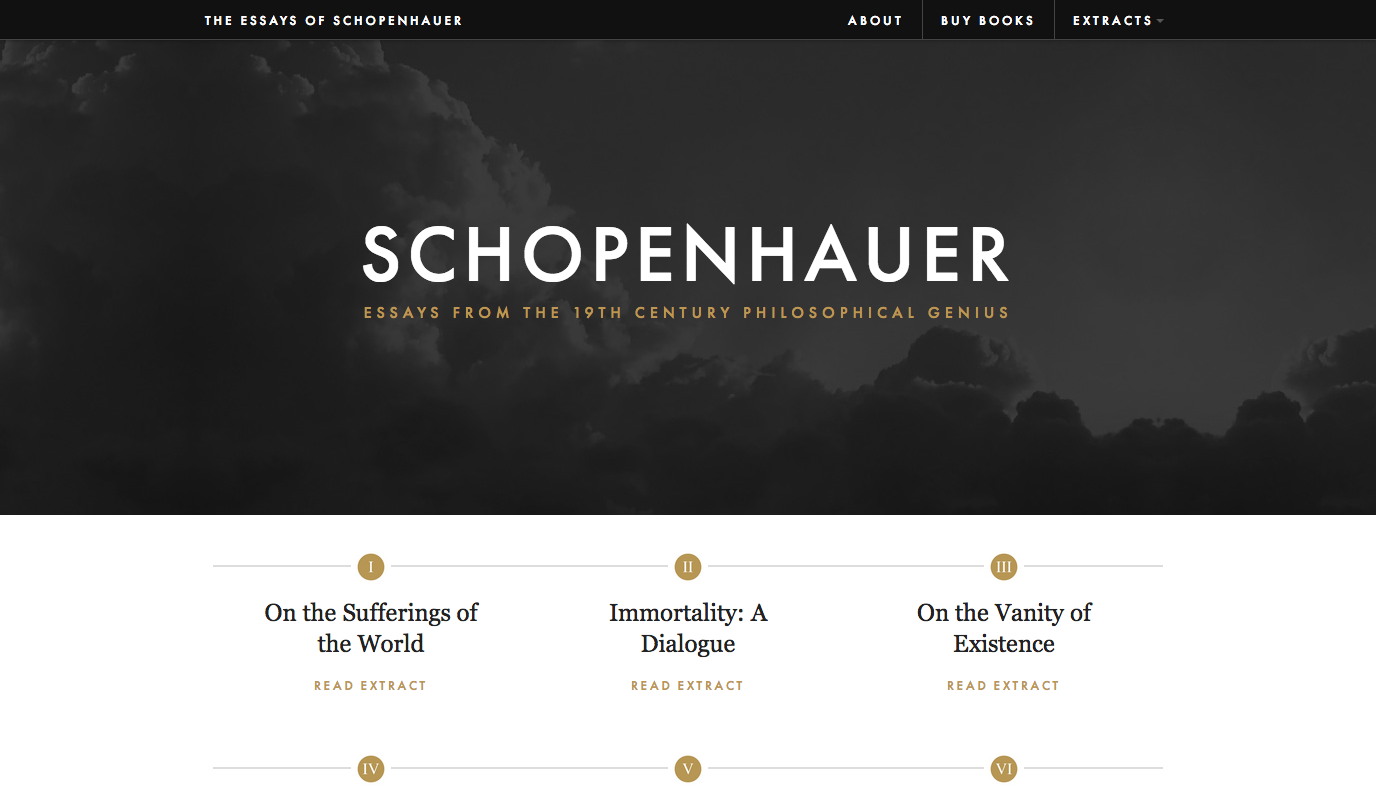 THE ESSAYS OF SCHOPENHAUER
ABOUT
BUY BOOKS
EXTRACTS
SCHOPENHAUER
ESSAYS FROM THE 19TH CENTURY PHILOSOPHICAL GENIUS
I
On the Sufferings of
the World
READ EXTRACT
II
Immortality: A
Dialogue
READ EXTRACT
III
On the Vanity of
Existence
READ EXTRACT
IV
V
VI